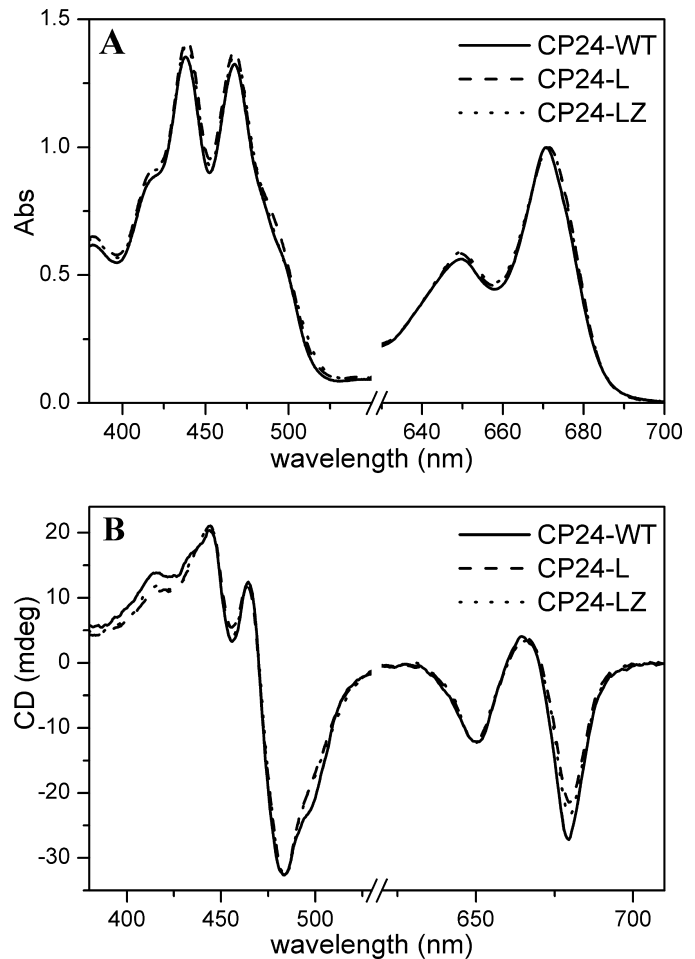 A
CP24-WT
CP24-L
CP24-LZ
Abs
1.5
1.0
0.5
0.0
400 450 500 640 660 680 700
wavelength (nm)
B
CP24-WT
CP24-L
CP24-LZ
CD (mdeg)
20
10
0
-10
-20
-30
400 450 500 650 700
wavelength (nm)